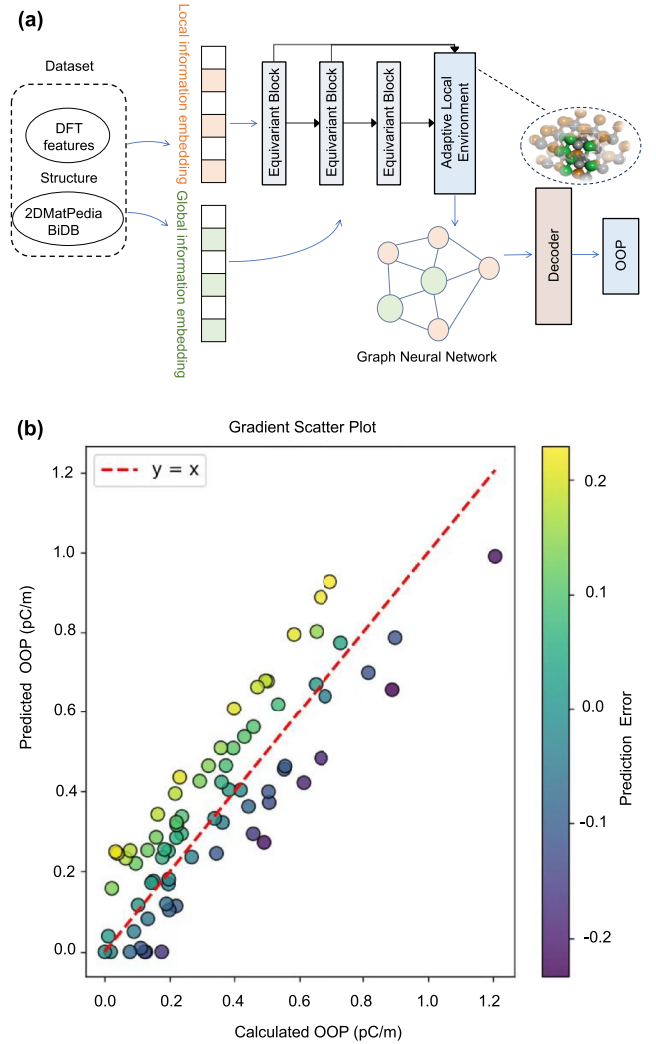 (a)
Dataset
DFT
features
Structure
2DMatPedia
BiDB
Local information embedding
Global information embedding
Equivariant Block
Equivariant Block
Equivariant Block
Adaptive Local
Environment
Graph Neural Network
Decoder
OOP
(b)
Gradient Scatter Plot
y = x
Predicted OOP (pC/m)
1.2
1.0
0.8
0.6
0.4
0.2
0.0
0.0
0.2
0.4
0.6
0.8
1.0
1.2
Calculated OOP (pC/m)
0.2
0.1
0.0
-0.1
-0.2
Prediction Error